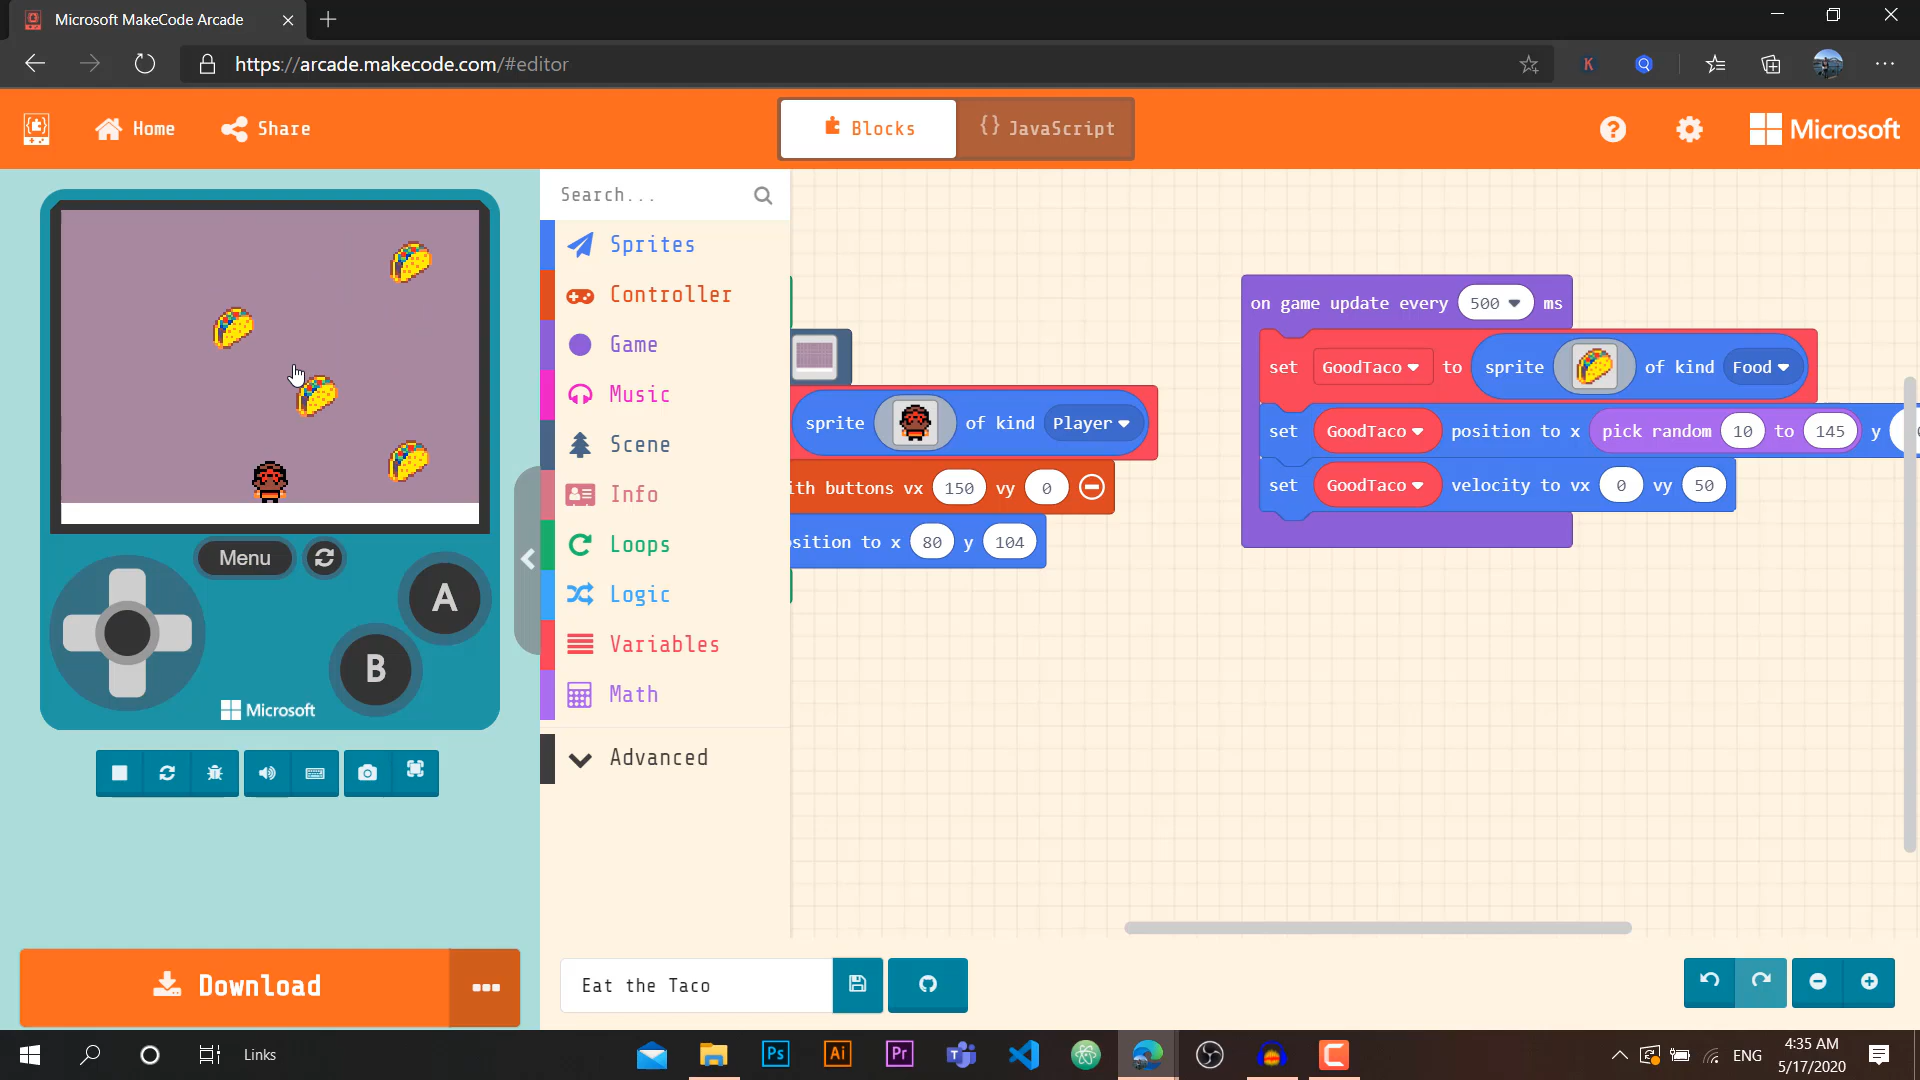 Microsoft MakeCode Arcade
https://arcade.makecode.com/#editor
K
Home
Share
Blocks
{} JavaScript
?
Microsoft
Search...
Sprites
Controller
Game
Music
Scene
Info
Loops
Logic
Variables
Math
Advanced
on game update every 500 ms
set GoodTaco to sprite of kind Food
set GoodTaco position to x pick random 10 to 145 y
set GoodTaco velocity to vx 0 vy 50
sprite of kind Player
ith buttons vx 150 vy 0
sition to x 80 y 104
Menu
A
B
Microsoft
Download
Eat the Taco
Links
Ps
Ai
Pr
ENG
4:35 AM
5/17/2020